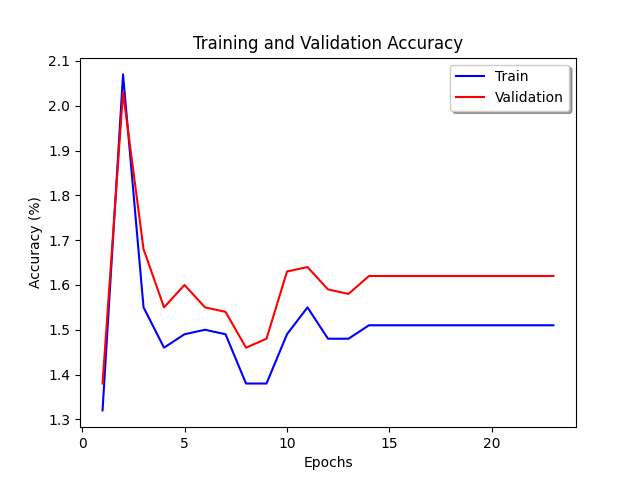 Training and Validation Accuracy
Train
Validation
Accuracy (%)
2.1
2.0
1.9
1.8
1.7
1.6
1.5
1.4
1.3
0 5 10 15 20
Epochs